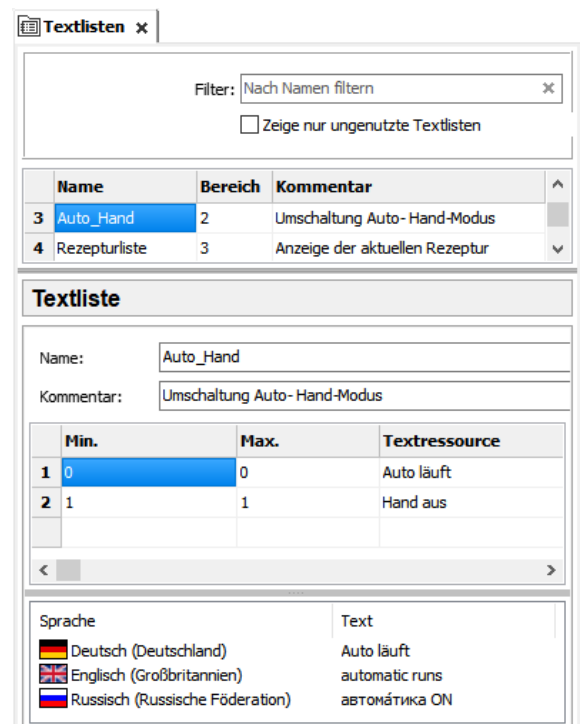 Textlisten
Filter: Nach Namen filtern
Zeige nur ungenutzte Textlisten
Name Bereich Kommentar
3 Auto_Hand 2 Umschaltung Auto-Hand-Modus
4 Rezepturliste 3 Anzeige der aktuellen Rezeptur
Textliste
Name: Auto_Hand
Kommentar: Umschaltung Auto-Hand-Modus
Min. Max. Textressource
1 0 0 Auto läuft
2 1 1 Hand aus
Sprache Text
Deutsch (Deutschland) Auto läuft
Englisch (Großbritannien) automatic runs
Russisch (Russische Föderation) автома́тика ON